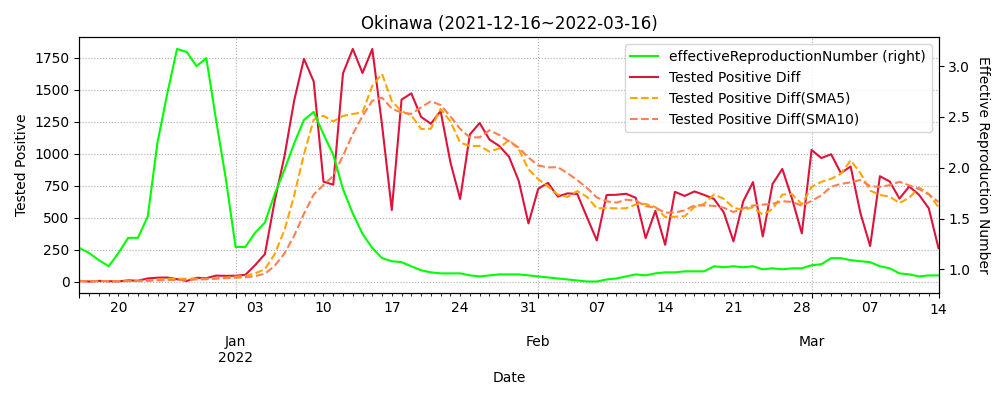 Okinawa (2021-12-16~2022-03-16)
effectiveReproductionNumber (right)
Tested Positive Diff
Tested Positive Diff(SMA5)
Tested Positive Diff(SMA10)
Tested Positive
1750
1500
1250
1000
750
500
250
0
3.0
2.5
2.0
1.5
1.0
Effective Reproduction Number
20 27 03 10 17 24 07 14 21 28 07 14
Jan Feb Mar
2022
Date